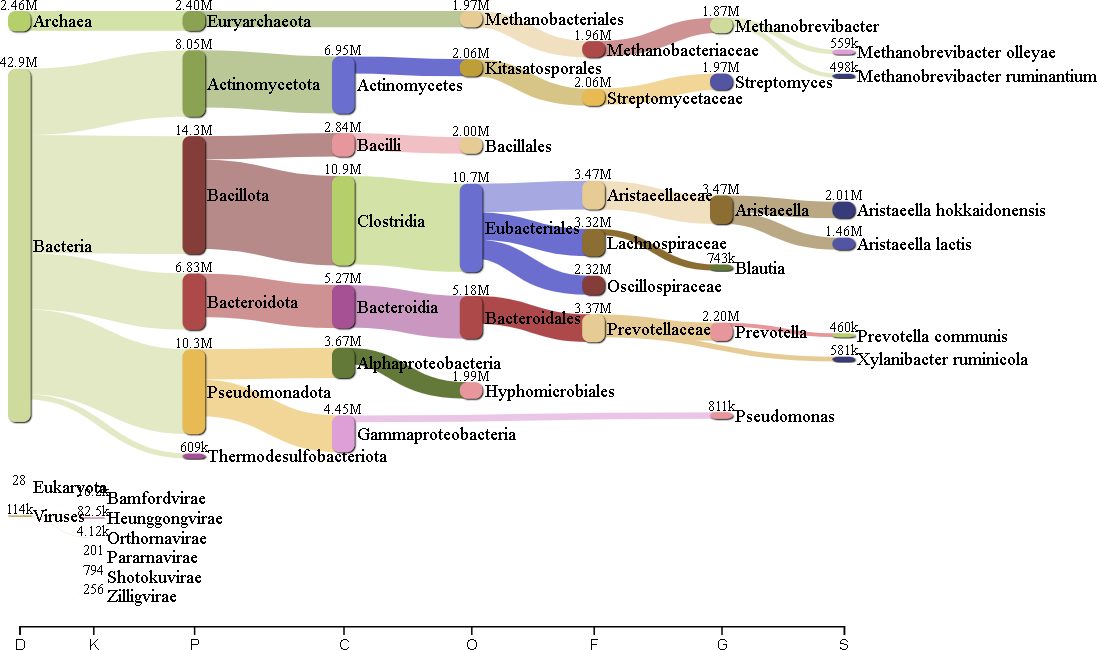 2.46M 2.40M 1.97M 1.87M
Archaea Euryarchaeota Methanobacteriales Methanobrevibacter
1.96M 559k
Methanobacteriaceae Methanobrevibacter olleyae
8.05M 6.95M 2.06M 1.97M 498k
42.9M Kitasatosporales Methanobrevibacter ruminantium
Actinomycetota Actinomycetes 2.06M Streptomyces
Streptomycetaceae
14.3M 2.84M 2.00M
Bacilli Bacillales
10.9M 10.7M 3.47M 3.47M 2.01M
Bacillota Aristaellaceae Aristaella Aristaella hokkaidonensis
Clostridia Eubacteriales 3.32M 1.46M
Bacteria Lachnospiraceae Aristaella lactis
6.83M 2.32M 743k
Blautia
5.27M 5.18M Oscillospiraceae
Bacteroidota Bacteroidia Bacteroidales 3.37M 2.20M 460k
Prevotellaceae Prevotella Prevotella communis
10.3M 3.67M 581k
Alphaproteobacteria Xylanibacter ruminicola
1.99M
Pseudomonadota Hyphomicrobiales
4.45M 811k
Gammaproteobacteria Pseudomonas
609k
Thermodesulfobacteriota
28 Eukaryota
Bamfordvirae
114k Viruses 82.5k Heunggongvirae
4.12k Orthornavirae
201 Pararnavirae
794 Shotokuvirae
256 Zilligvirae
D K P C O F G S